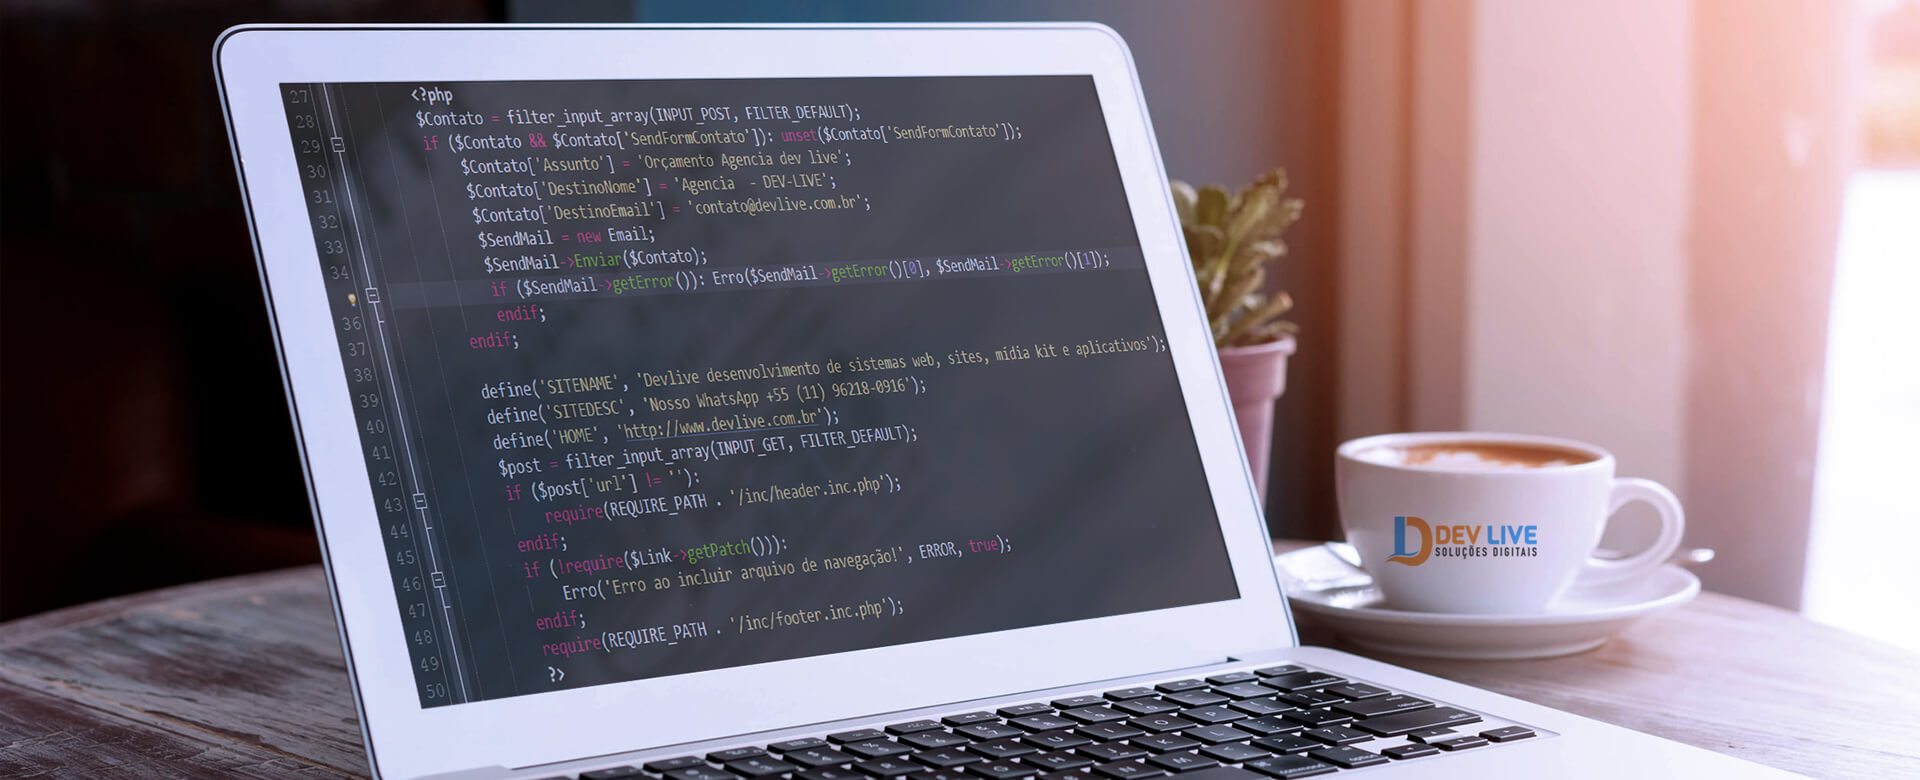 27 <?php
28 $Contato = filter_input_array(INPUT_POST, FILTER_DEFAULT);
29 if ($Contato && $Contato['SendFormContato']): unset($Contato['SendFormContato']);
30 $Contato['Assunto'] = 'Orçamento Agencia dev live';
31 $Contato['DestinoNome'] = 'Agencia - DEV-LIVE';
32 $Contato['DestinoEmail'] = 'contato@devlive.com.br';
33 $SendMail = new Email;
34 $SendMail->Enviar($Contato);
if ($SendMail->getError()): Erro($SendMail->getError()[0], $SendMail->getError()[1]);
36 endif;
37 endif;
38
39 define('SITENAME', 'Devlive desenvolvimento de sistemas web, sites, mídia kit e aplicativos');
40 define('SITEDESC', 'Nosso WhatsApp +55 (11) 96218-0916');
41 define('HOME', 'http://www.devlive.com.br');
42 $post = filter_input_array(INPUT_GET, FILTER_DEFAULT);
43 if ($post['url'] != ''):
44 require(REQUIRE_PATH . '/inc/header.inc.php');
45 endif;
46 if (!require($Link->getPatch())):
47 Erro('Erro ao incluir arquivo de navegação!', ERROR, true);
48 endif;
49 require(REQUIRE_PATH . '/inc/footer.inc.php');
50 ?>
DEV LIVE
SOLUÇÕES DIGITAIS